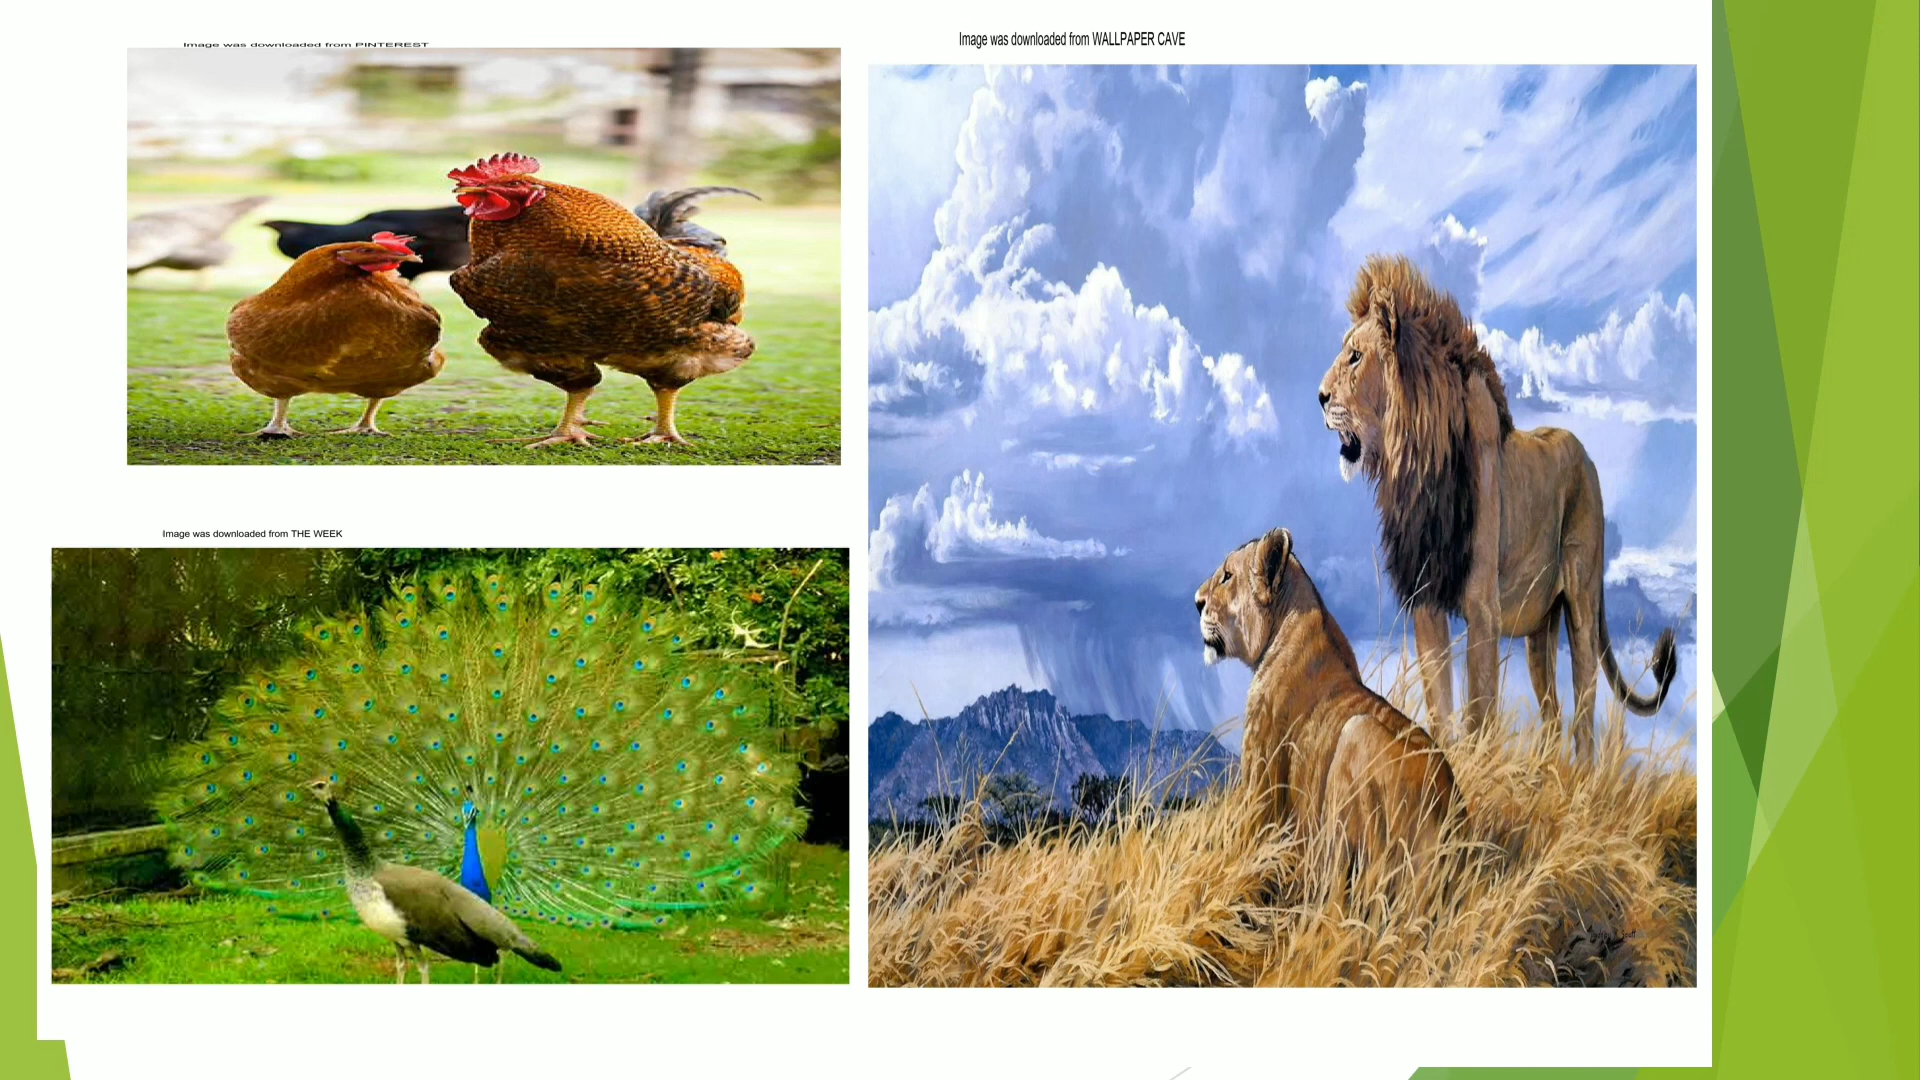 Image was downloaded from PINTEREST
Image was downloaded from WALLPAPER CAVE
Image was downloaded from THE WEEK